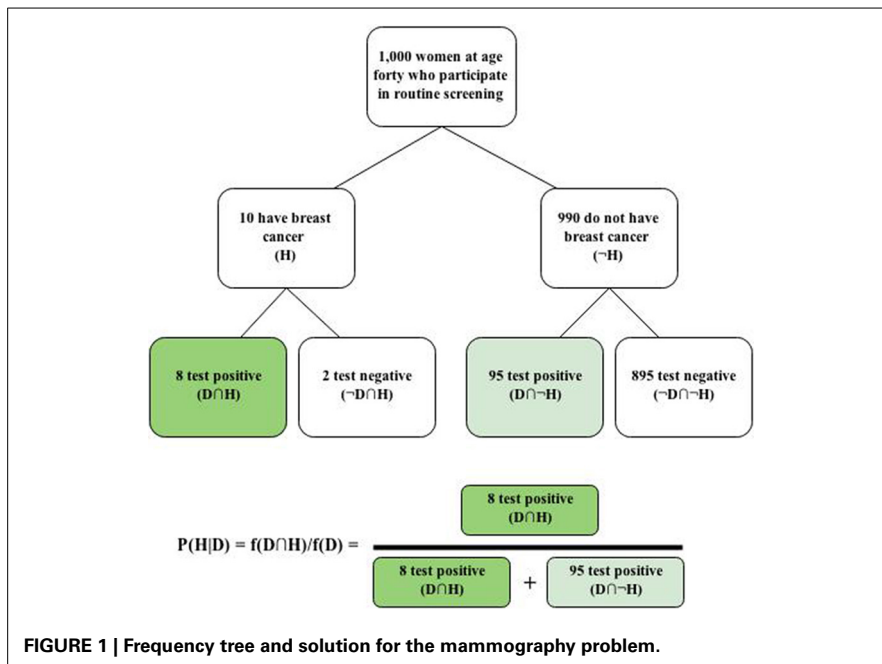 1,000 women at age
forty who participate
in routine screening
10 have breast
cancer
(H)
990 do not have
breast cancer
(¬H)
8 test positive
(D∩H)
2 test negative
(¬D∩H)
95 test positive
(D∩¬H)
895 test negative
(¬D∩¬H)
P(H|D) = f(D∩H)/f(D) =
8 test positive
(D∩H)
8 test positive
(D∩H)
+
95 test positive
(D∩¬H)
FIGURE 1 | Frequency tree and solution for the mammography problem.